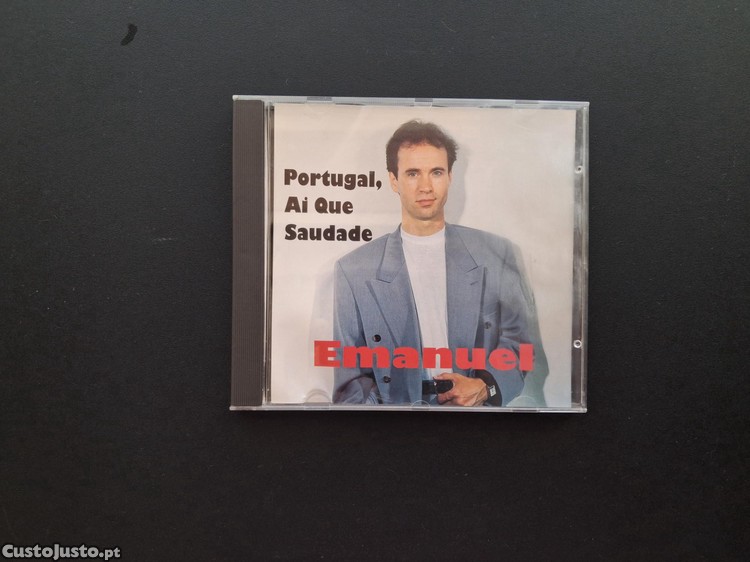 Portugal,
Ai Que
Saudade
Emanuel
CustoJusto.pt